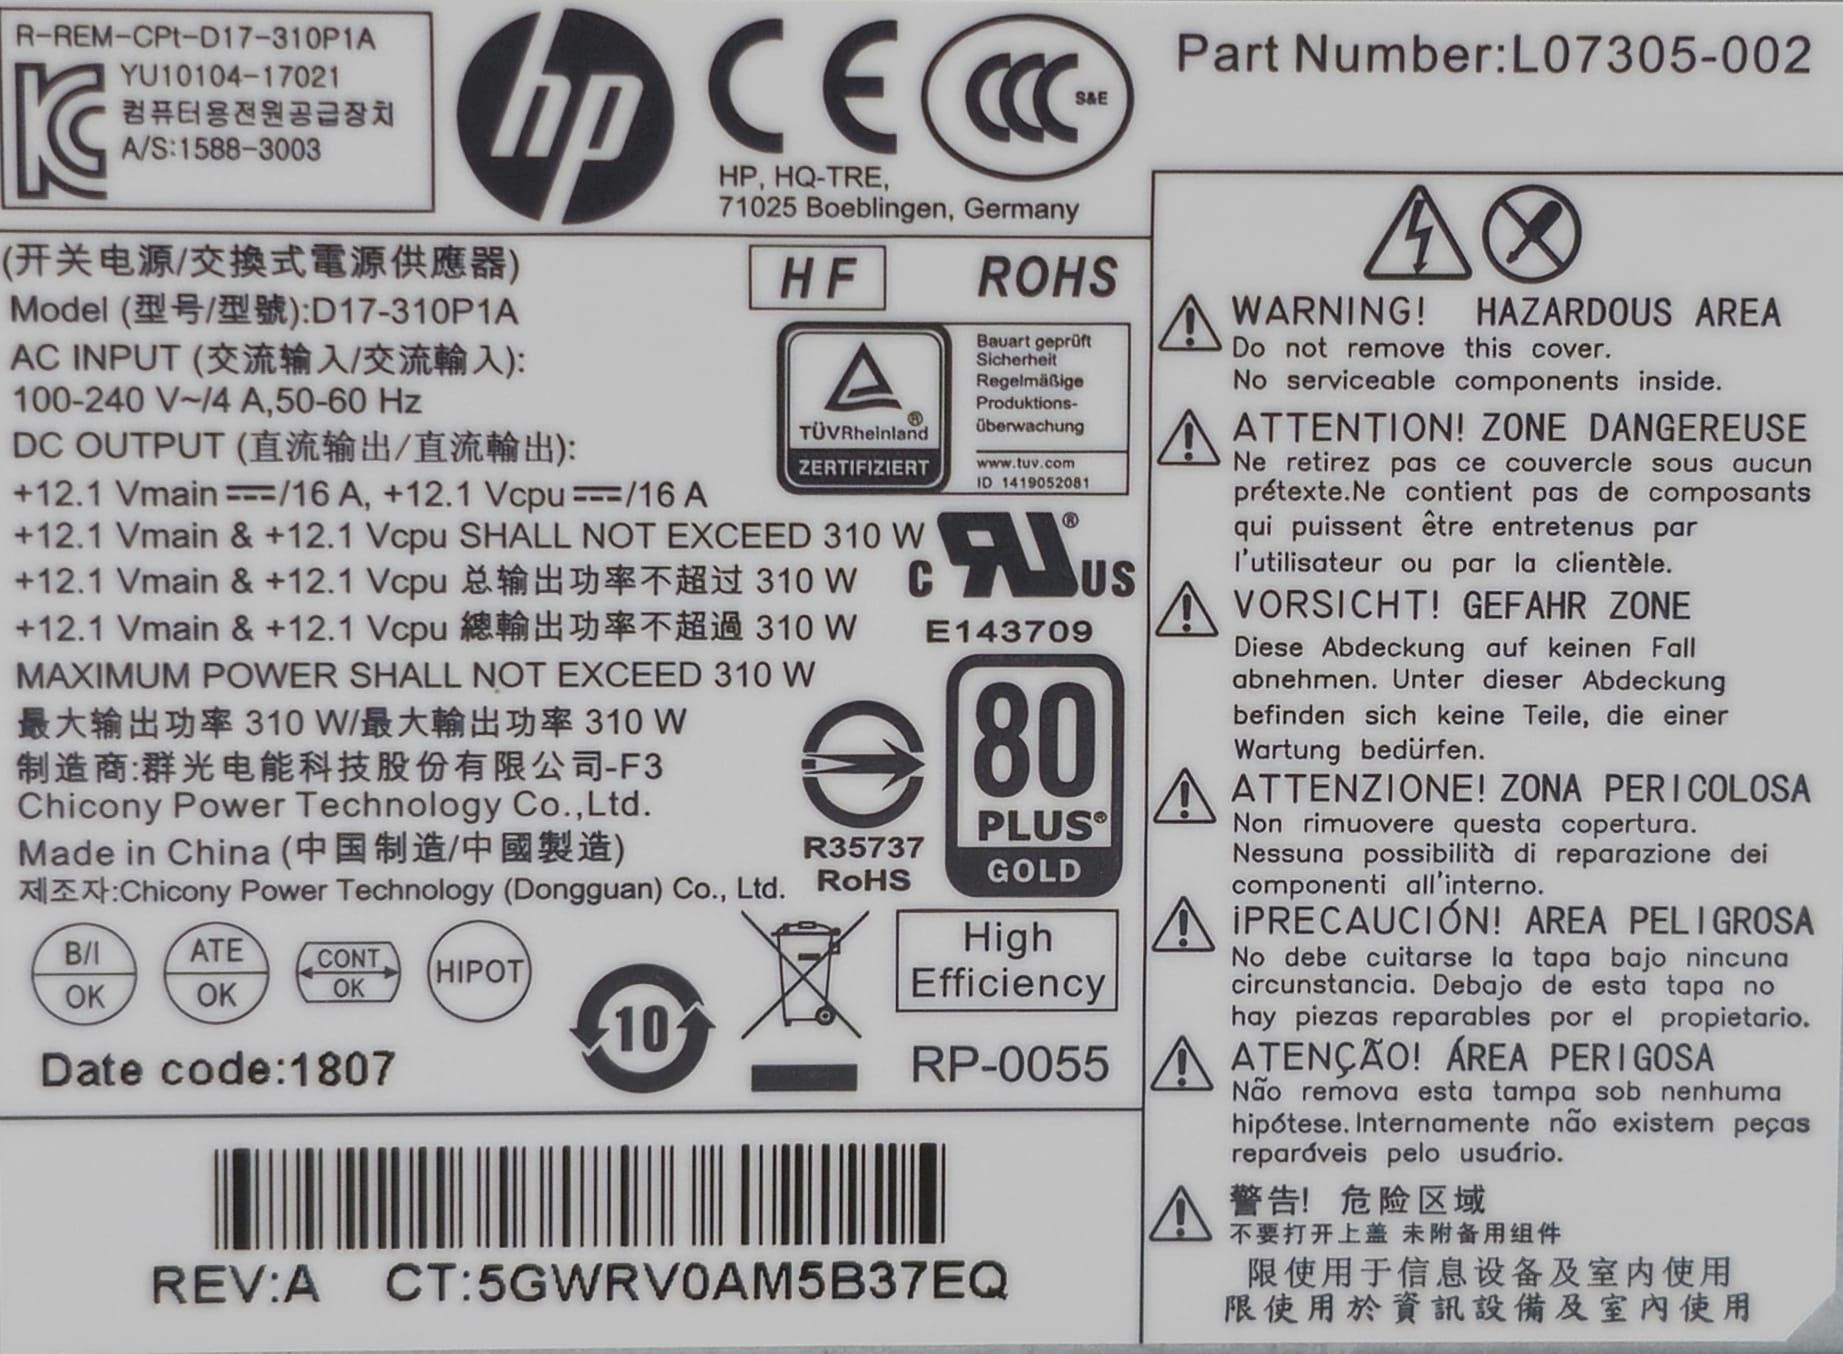 R-REM-CPt-D17-310P1A
YU10104-17021
컴퓨터용전원공급장치
A/S:1588-3003
hp
CE
CCC S&E
HP, HQ-TRE,
71025 Boeblingen, Germany
Part Number:L07305-002
(开关电源/交換式電源供應器)
Model (型号/型號):D17-310P1A
AC INPUT (交流输入/交流輸入):
100-240 V~/4 A,50-60 Hz
DC OUTPUT (直流输出/直流輸出):
+12.1 Vmain ⎓/16 A, +12.1 Vcpu ⎓/16 A
+12.1 Vmain & +12.1 Vcpu SHALL NOT EXCEED 310 W
+12.1 Vmain & +12.1 Vcpu 总输出功率不超过 310 W
+12.1 Vmain & +12.1 Vcpu 總輸出功率不超過 310 W
MAXIMUM POWER SHALL NOT EXCEED 310 W
最大输出功率 310 W/最大輸出功率 310 W
制造商:群光电能科技股份有限公司-F3
Chicony Power Technology Co.,Ltd.
Made in China (中国制造/中國製造)
제조자:Chicony Power Technology (Dongguan) Co., Ltd.
HF
ROHS
TÜVRheinland®
ZERTIFIZIERT
Bauart geprüft
Sicherheit
Regelmäßige
Produktions-
überwachung
www.tuv.com
ID 1419052081
C RU® US
E143709
R35737
RoHS
80
PLUS®
GOLD
B/I
OK
ATE
OK
CONT
OK
HIPOT
10
High
Efficiency
RP-0055
Date code:1807
REV:A CT:5GWRV0AM5B37EQ
WARNING! HAZARDOUS AREA
Do not remove this cover.
No serviceable components inside.
ATTENTION! ZONE DANGEREUSE
Ne retirez pas ce couvercle sous aucun
prétexte.Ne contient pas de composants
qui puissent être entretenus par
l'utilisateur ou par la clientèle.
VORSICHT! GEFAHR ZONE
Diese Abdeckung auf keinen Fall
abnehmen. Unter dieser Abdeckung
befinden sich keine Teile, die einer
Wartung bedürfen.
ATTENZIONE! ZONA PERICOLOSA
Non rimuovere questa copertura.
Nessuna possibilità di reparazione dei
componenti all'interno.
¡PRECAUCIÓN! AREA PELIGROSA
No debe cuitarse la tapa bajo nincuna
circunstancia. Debajo de esta tapa no
hay piezas reparables por el propietario.
ATENÇÃO! ÁREA PERIGOSA
Não remova esta tampa sob nenhuma
hipótese. Internamente não existem peças
reparáveis pelo usuário.
警告! 危险区域
不要打开上盖 未附备用组件
限使用于信息设备及室内使用
限使用於資訊設備及室內使用